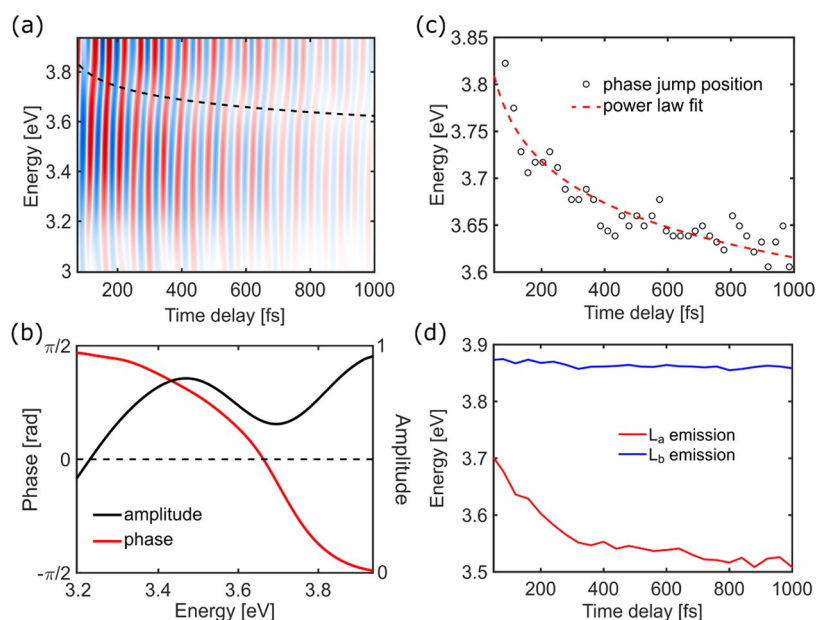 (a)
Energy [eV]
3.8
3.6
3.4
3.2
3
200 400 600 800 1000
Time delay [fs]
(c)
Energy [eV]
3.85
3.8
3.75
3.7
3.65
3.6
phase jump position
power law fit
200 400 600 800 1000
Time delay [fs]
(b)
Phase [rad]
π/2
0
-π/2
1
0
Amplitude
amplitude
phase
3.2 3.4 3.6 3.8
Energy [eV]
(d)
Energy [eV]
3.9
3.8
3.7
3.6
3.5
La emission
Lb emission
200 400 600 800 1000
Time delay [fs]